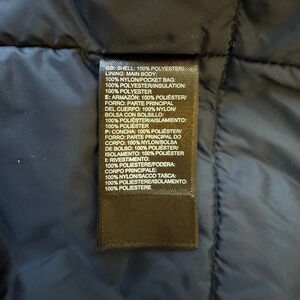 GB: SHELL: 100% POLYESTER/
LINING: MAIN BODY:
100% NYLON/POCKET BAG:
100% POLYESTER/INSULATION:
100% POLYESTER
E: ARMAZÓN: 100% POLIÉSTER/
FORRO: PARTE PRINCIPAL
DEL CUERPO: 100% NYLON/
BOLSA CON BOLSILLO:
100% POLIÉSTER/AISLAMIENTO:
100% POLIÉSTER
P: CONCHA: 100% POLIÉSTER/
FORRO: PARTE PRINCIPAL DO
CORPO: 100% NYLON/BOLSA
DE BOLSO: 100% POLIÉSTER/
ISOLAMENTO: 100% POLIÉSTER
I: RIVESTIMENTO:
100% POLIESTERE/FODERA:
CORPO PRINCIPALE:
100% NYLON/SACCO TASCA:
100% POLIESTERE/ISOLAMENTO:
100% POLIESTERE